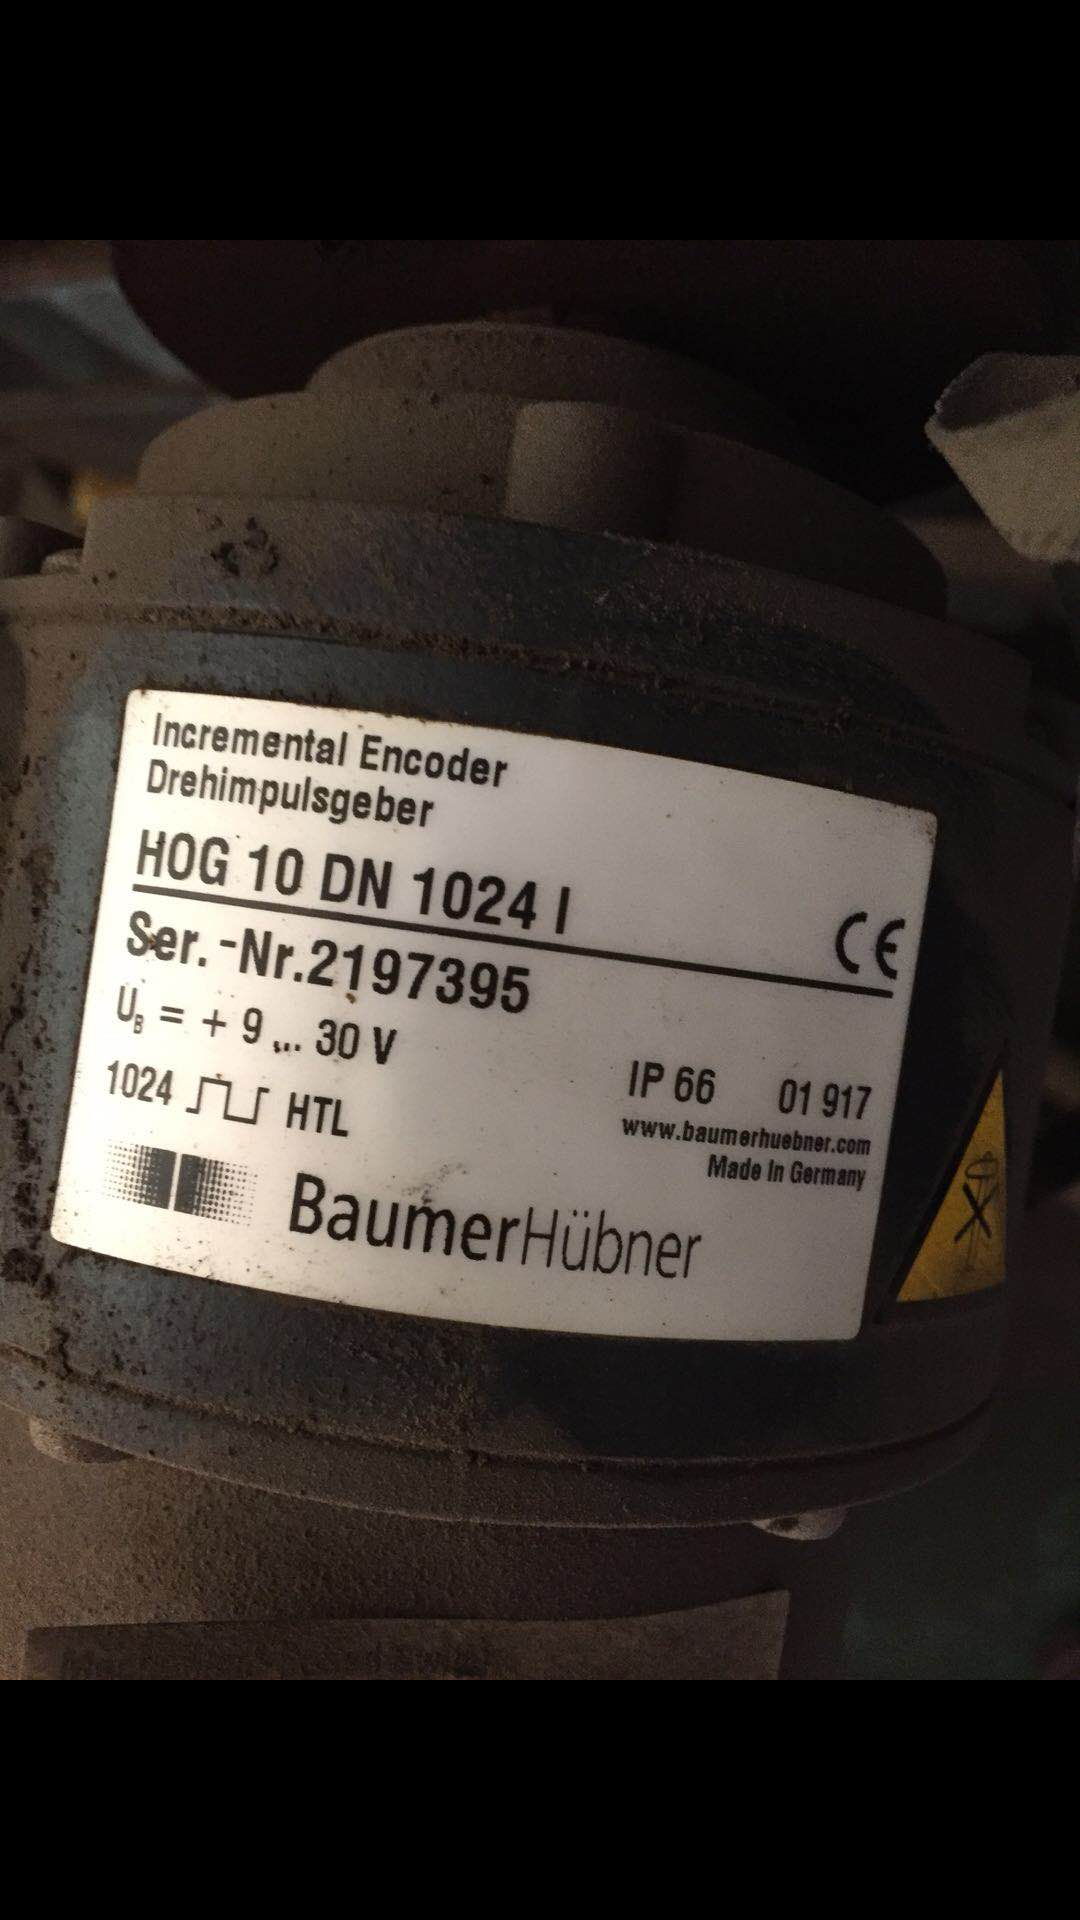 Incremental Encoder
Drehimpulsgeber
HOG 10 DN 1024 I
CE
Ser.-Nr.2197395
U_B = + 9 ... 30 V
1024 HTL
IP 66 01 917
www.baumerhuebner.com
Made In Germany
BaumerHübner